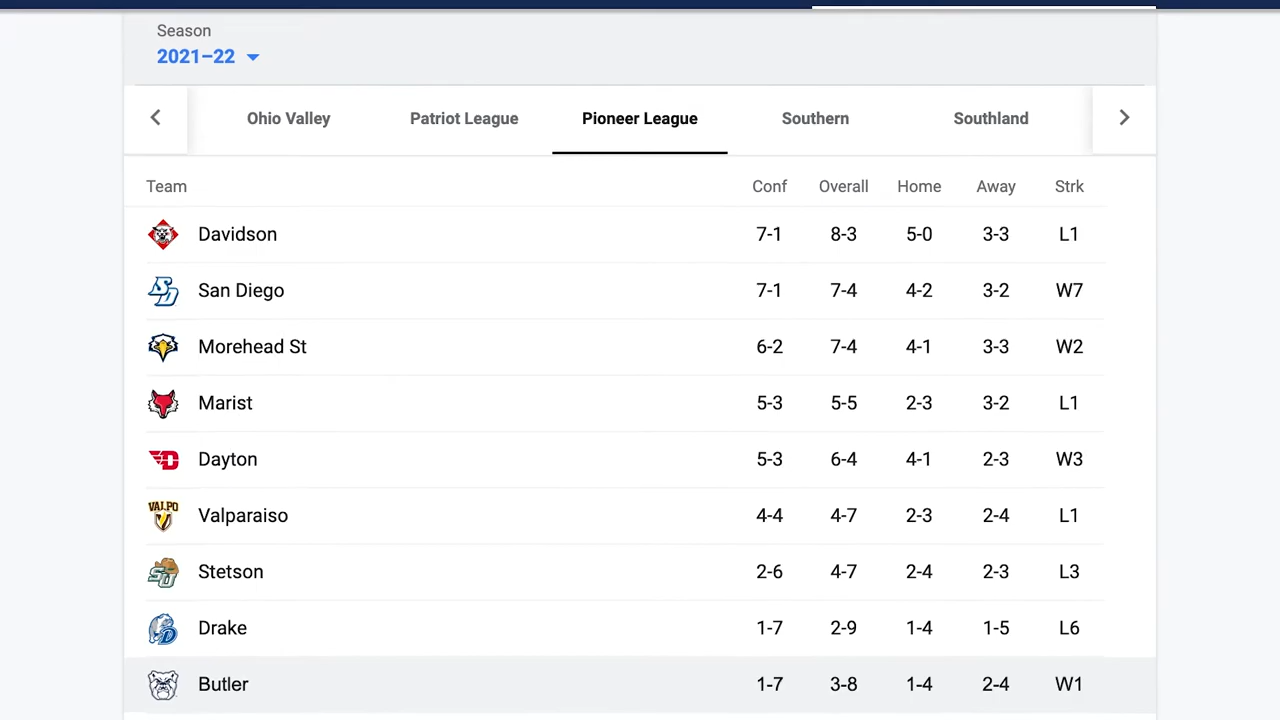 Season
2021–22
Ohio Valley Patriot League Pioneer League Southern Southland
Team Conf Overall Home Away Strk
Davidson 7-1 8-3 5-0 3-3 L1
San Diego 7-1 7-4 4-2 3-2 W7
Morehead St 6-2 7-4 4-1 3-3 W2
Marist 5-3 5-5 2-3 3-2 L1
Dayton 5-3 6-4 4-1 2-3 W3
VALPO Valparaiso 4-4 4-7 2-3 2-4 L1
Stetson 2-6 4-7 2-4 2-3 L3
Drake 1-7 2-9 1-4 1-5 L6
Butler 1-7 3-8 1-4 2-4 W1